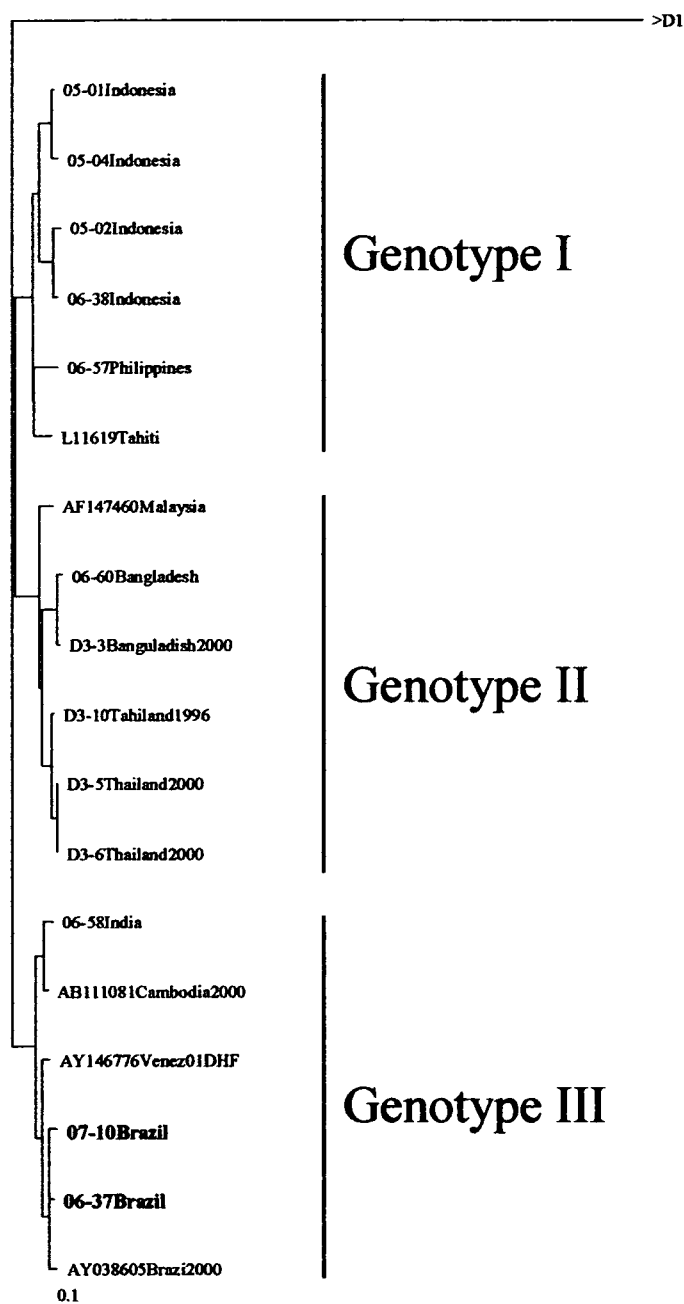 >D1
05-01Indonesia
05-04Indonesia
05-02Indonesia
06-38Indonesia
06-57Philippines
L11619Tahiti
Genotype I
AF147460Malaysia
06-60Bangladesh
D3-3Banguladish2000
D3-10Tahiland1996
D3-5Thailand2000
D3-6Thailand2000
Genotype II
06-58India
AB111081Cambodia2000
AY146776Venez01DHF
07-10Brazil
06-37Brazil
AY038605Brazi2000
Genotype III
0.1